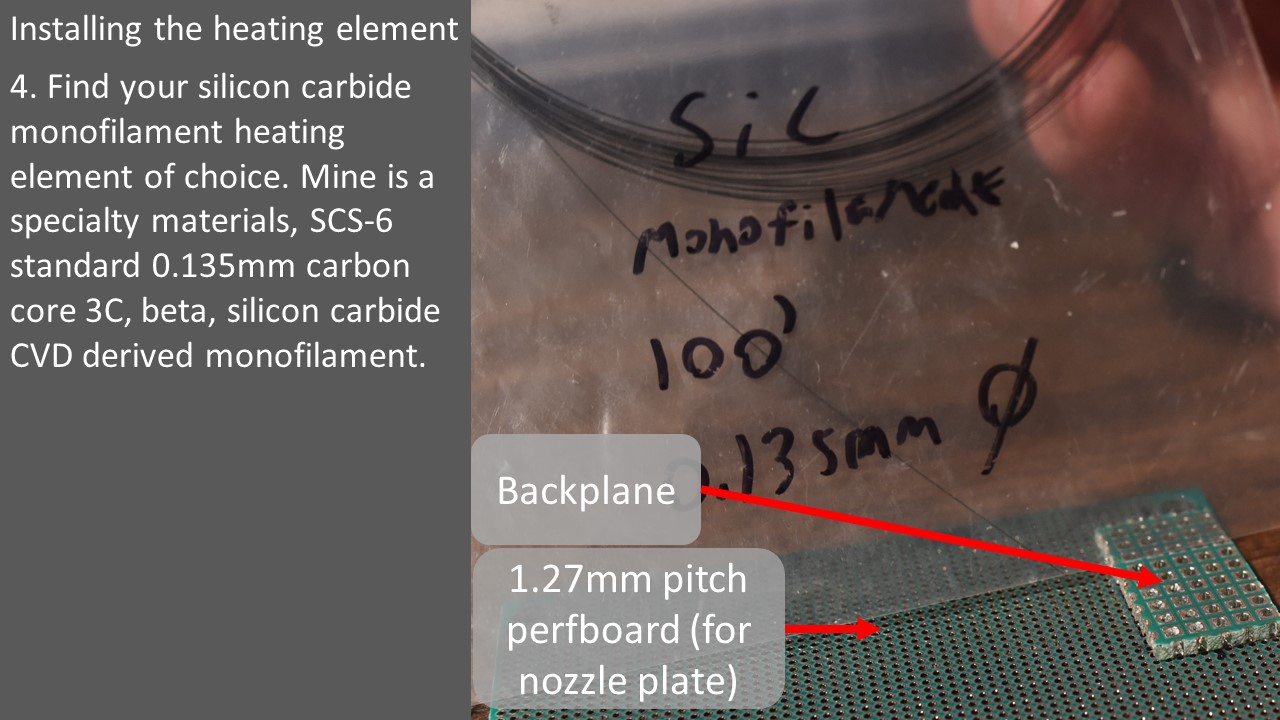 Installing the heating element
4. Find your silicon carbide
monofilament heating
element of choice. Mine is a
specialty materials, SCS-6
standard 0.135mm carbon
core 3C, beta, silicon carbide
CVD derived monofilament.
SiC
100'
0.135mm Ø
Backplane
1.27mm pitch
perfboard (for
nozzle plate)